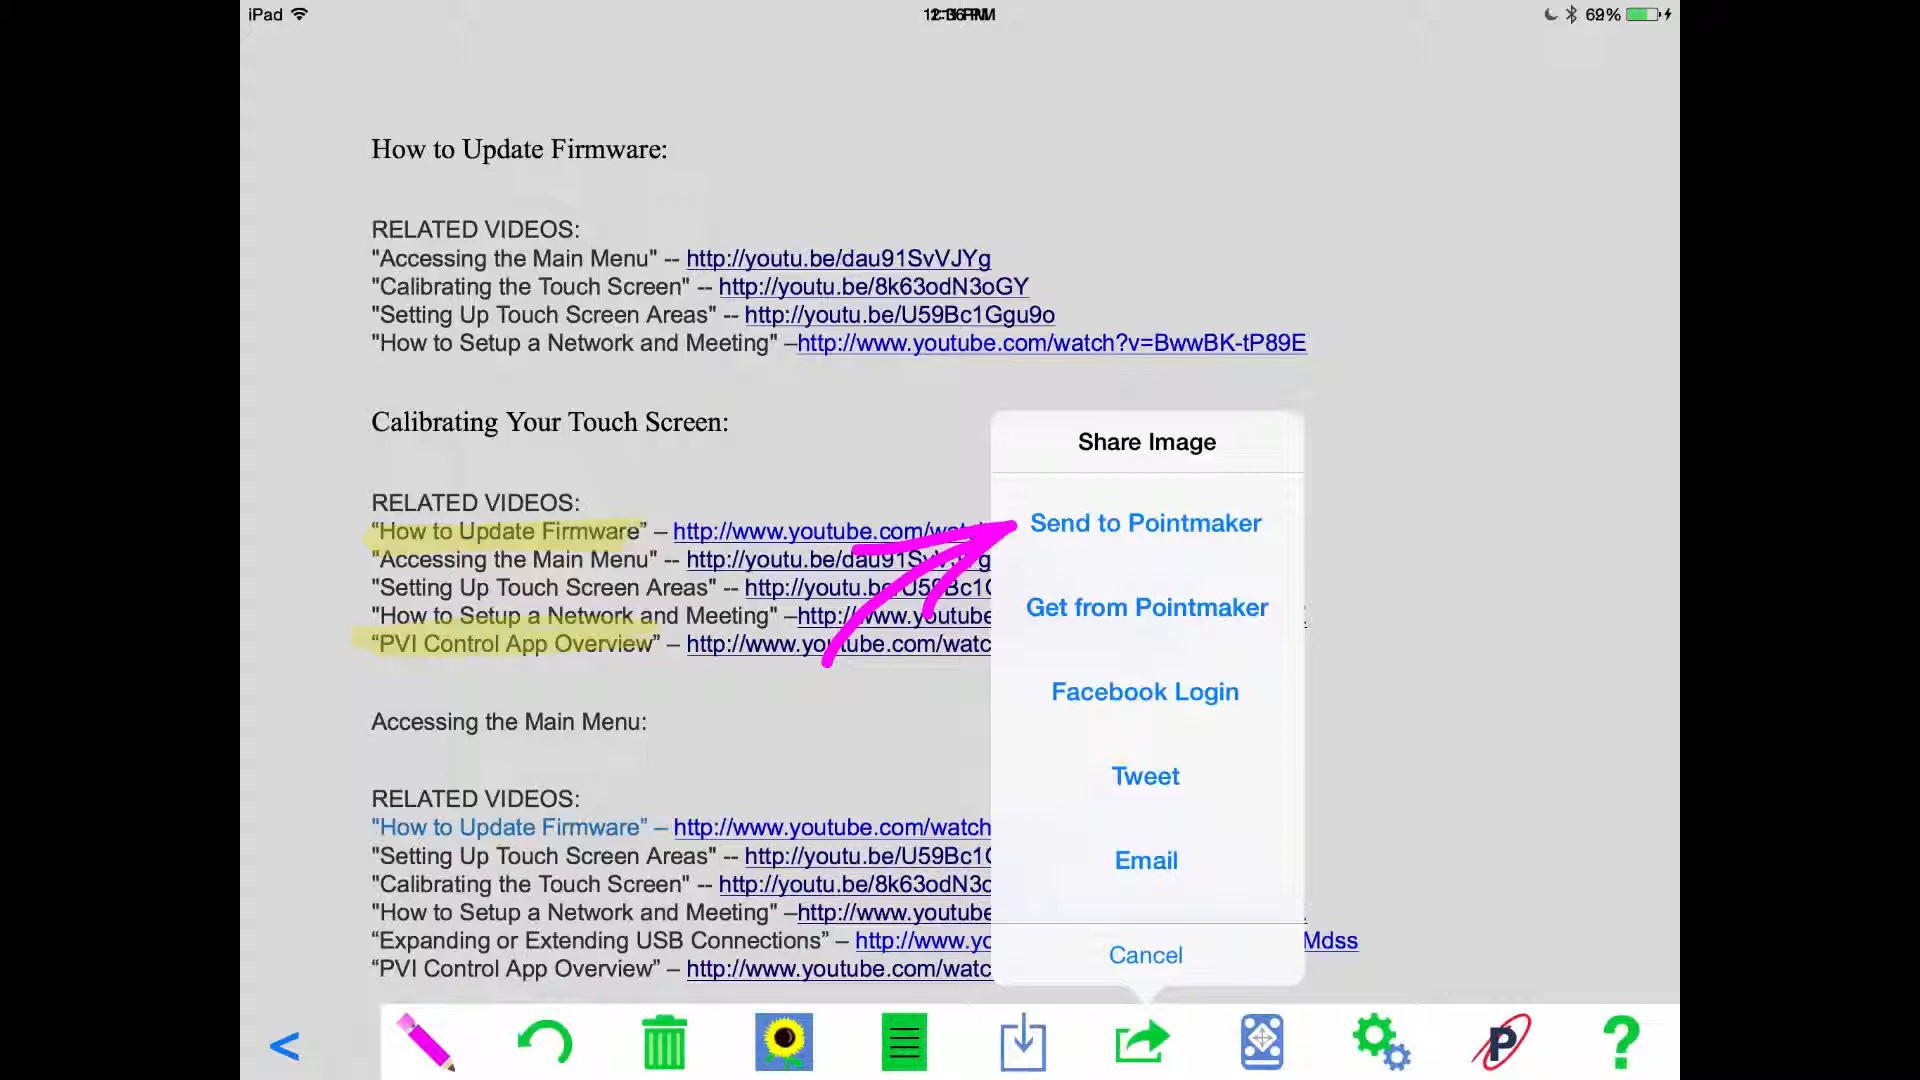 iPad
69%
How to Update Firmware:
RELATED VIDEOS:
"Accessing the Main Menu" -- http://youtu.be/dau91SvVJYg
"Calibrating the Touch Screen" -- http://youtu.be/8k63odN3oGY
"Setting Up Touch Screen Areas" -- http://youtu.be/U59Bc1Ggu9o
"How to Setup a Network and Meeting" –http://www.youtube.com/watch?v=BwwBK-tP89E
Calibrating Your Touch Screen:
RELATED VIDEOS:
“How to Update Firmware” – http://www.youtube.com/watch
"Accessing the Main Menu" -- http://youtu.be/dau91SvVJYg
"Setting Up Touch Screen Areas" -- http://youtu.be/U59Bc1
"How to Setup a Network and Meeting" –http://www.youtube
“PVI Control App Overview” – http://www.youtube.com/watc
Accessing the Main Menu:
RELATED VIDEOS:
"How to Update Firmware” – http://www.youtube.com/watch
"Setting Up Touch Screen Areas" -- http://youtu.be/U59Bc1
"Calibrating the Touch Screen" -- http://youtu.be/8k63odN3
"How to Setup a Network and Meeting" –http://www.youtube
“Expanding or Extending USB Connections” – http://www.yo Mdss
“PVI Control App Overview” – http://www.youtube.com/watc
Share Image
Send to Pointmaker
Get from Pointmaker
Facebook Login
Tweet
Email
Cancel
<
P
?